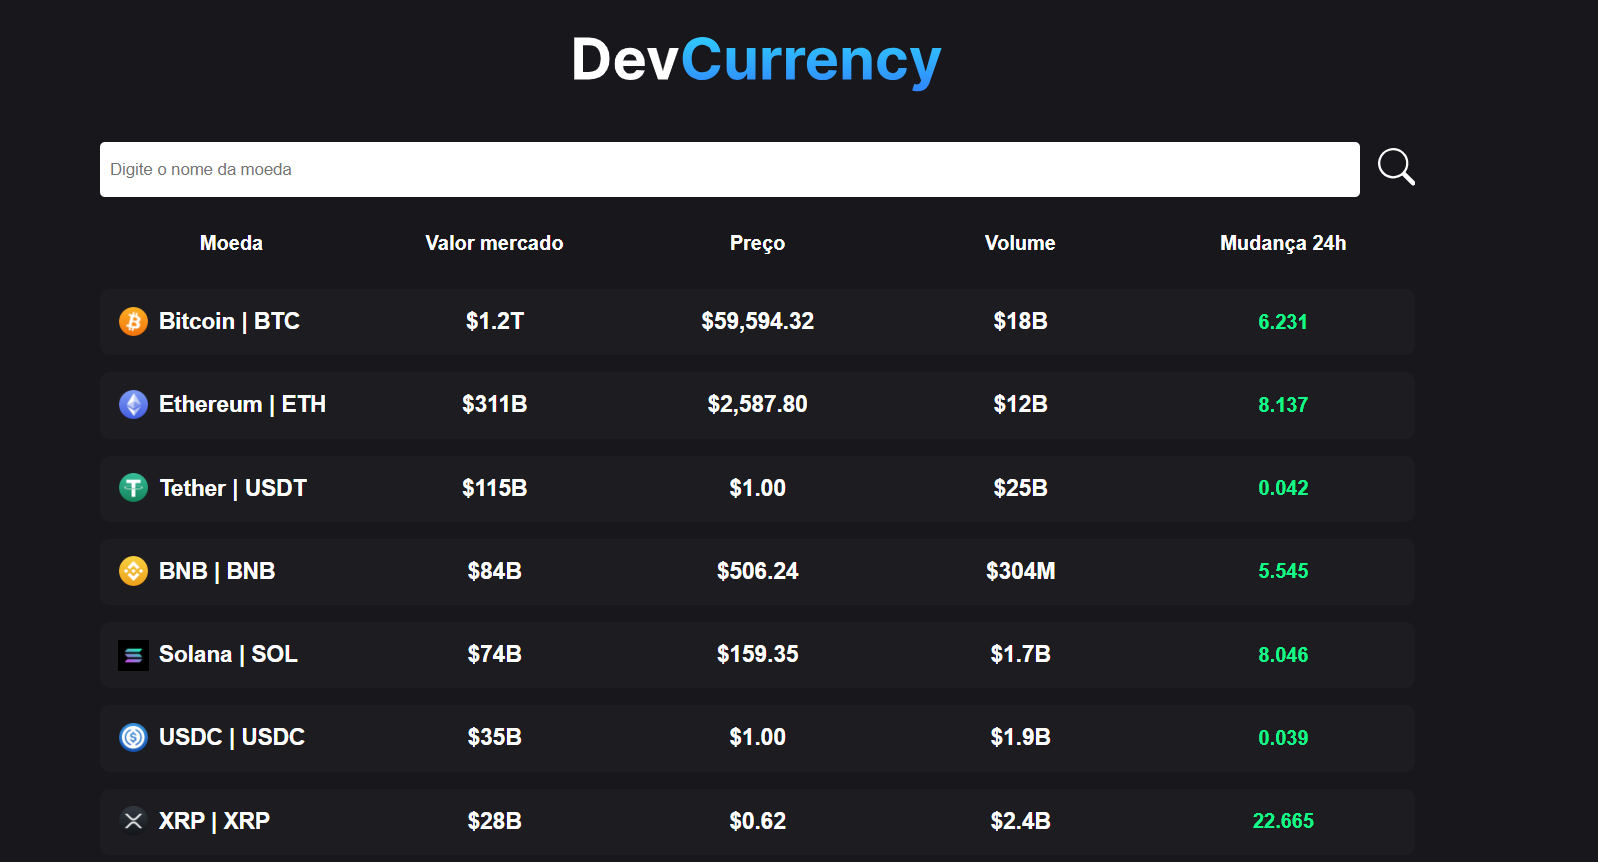 DevCurrency
Digite o nome da moeda
Moeda Valor mercado Preço Volume Mudança 24h
Bitcoin | BTC $1.2T $59,594.32 $18B 6.231
Ethereum | ETH $311B $2,587.80 $12B 8.137
Tether | USDT $115B $1.00 $25B 0.042
BNB | BNB $84B $506.24 $304M 5.545
Solana | SOL $74B $159.35 $1.7B 8.046
USDC | USDC $35B $1.00 $1.9B 0.039
XRP | XRP $28B $0.62 $2.4B 22.665